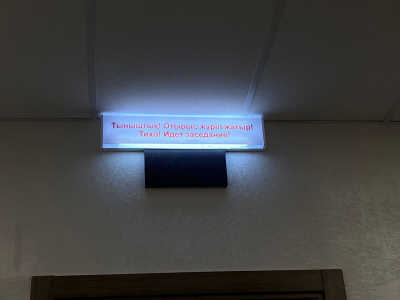 Тыныштық! Отырыс жүріп жатыр!
Тихо! Идет заседание!